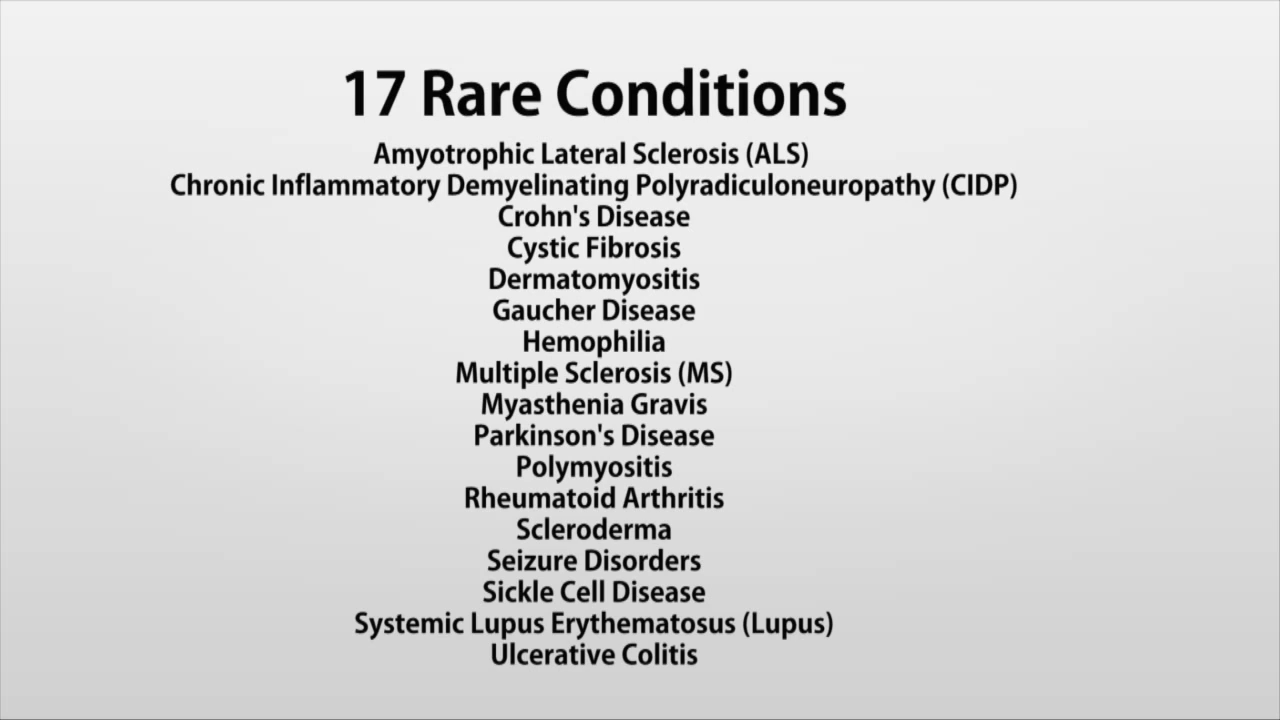 17 Rare Conditions
Amyotrophic Lateral Sclerosis (ALS)
Chronic Inflammatory Demyelinating Polyradiculoneuropathy (CIDP)
Crohn's Disease
Cystic Fibrosis
Dermatomyositis
Gaucher Disease
Hemophilia
Multiple Sclerosis (MS)
Myasthenia Gravis
Parkinson's Disease
Polymyositis
Rheumatoid Arthritis
Scleroderma
Seizure Disorders
Sickle Cell Disease
Systemic Lupus Erythematosus (Lupus)
Ulcerative Colitis